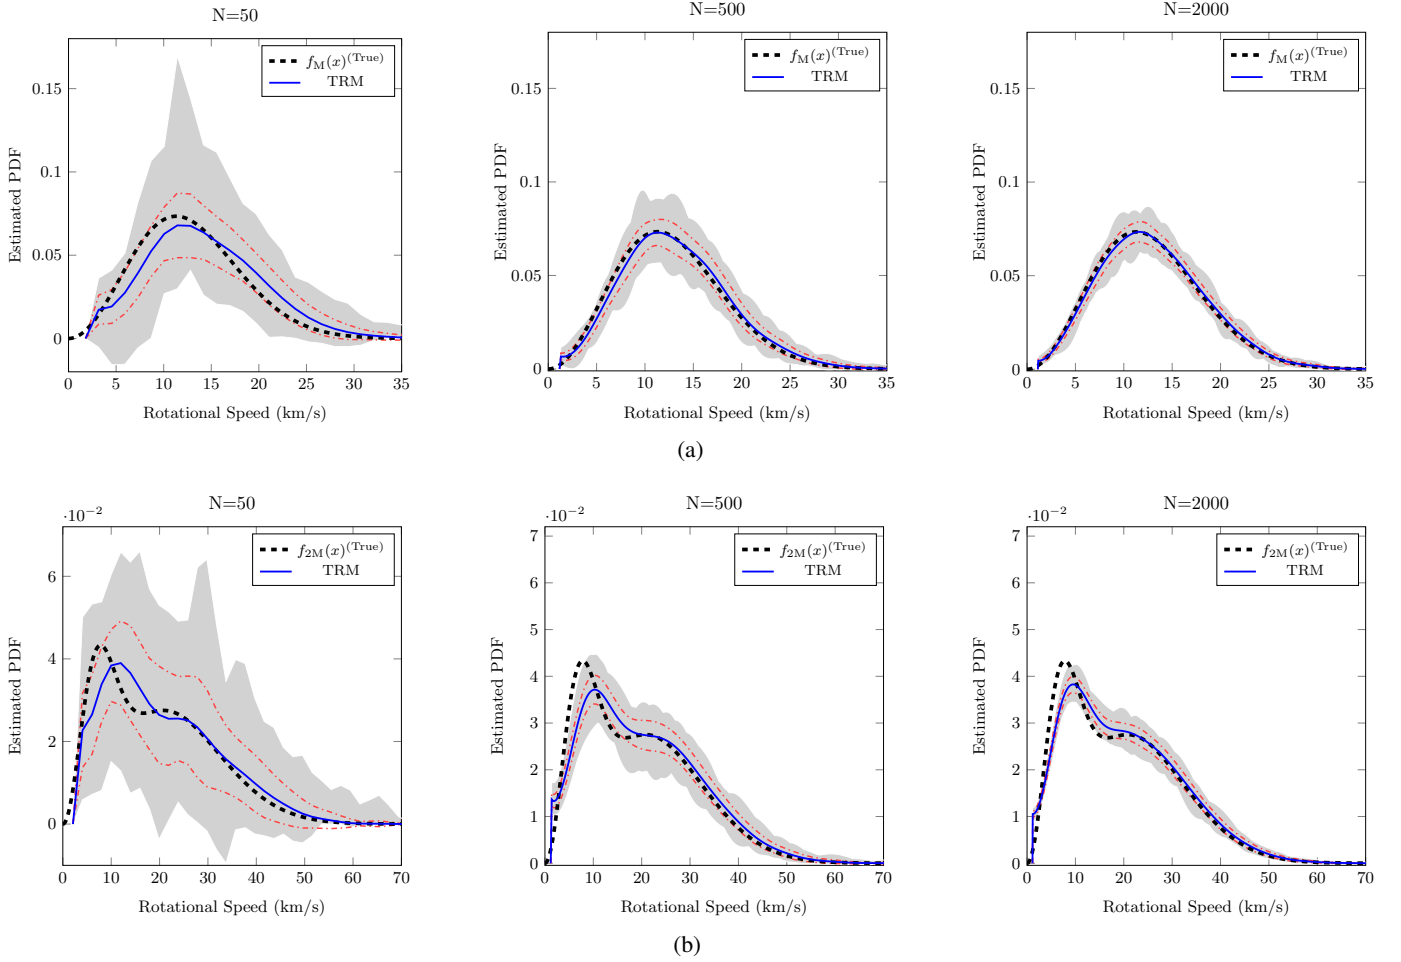 N=50
N=500
N=2000
Estimated PDF
0.15
0.1
0.05
0
f_M(x)^(True)
TRM
0 5 10 15 20 25 30 35
Rotational Speed (km/s)
Estimated PDF
0.15
0.1
0.05
0
f_M(x)^(True)
TRM
0 5 10 15 20 25 30 35
Rotational Speed (km/s)
Estimated PDF
0.15
0.1
0.05
0
f_M(x)^(True)
TRM
0 5 10 15 20 25 30 35
Rotational Speed (km/s)
(a)
N=50
N=500
N=2000
·10−2
Estimated PDF
6
4
2
0
f_2M(x)^(True)
TRM
0 10 20 30 40 50 60 70
Rotational Speed (km/s)
·10−2
Estimated PDF
7
6
5
4
3
2
1
0
f_2M(x)^(True)
TRM
0 10 20 30 40 50 60 70
Rotational Speed (km/s)
·10−2
Estimated PDF
7
6
5
4
3
2
1
0
f_2M(x)^(True)
TRM
0 10 20 30 40 50 60 70
Rotational Speed (km/s)
(b)